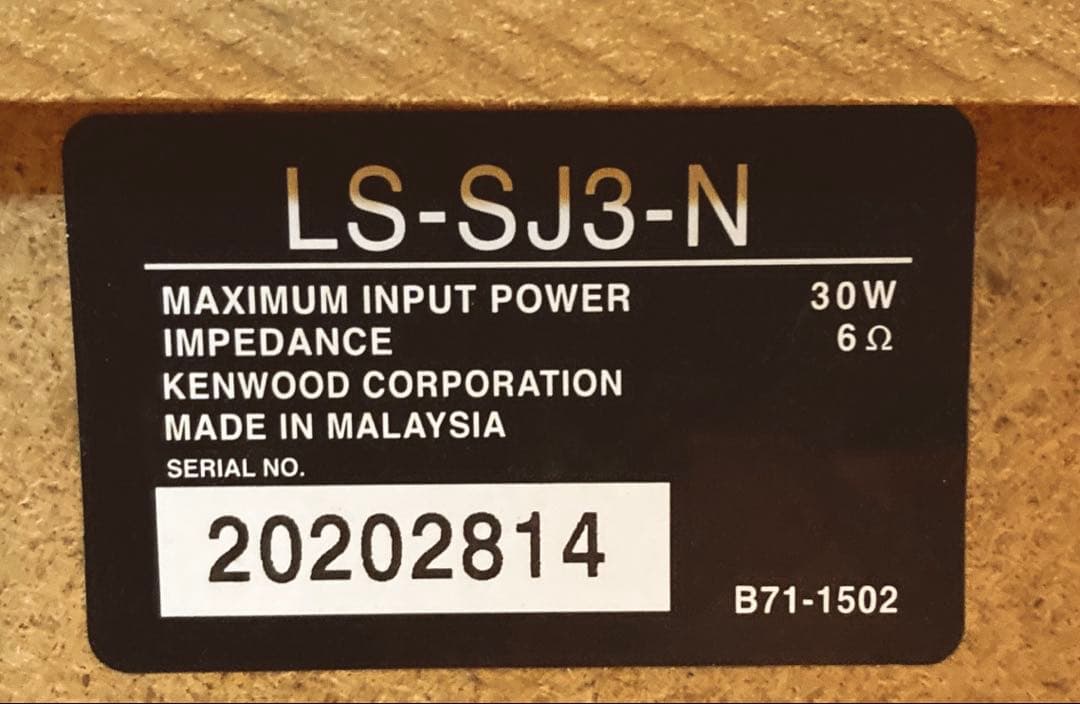 LS-SJ3-N
MAXIMUM INPUT POWER 30W
IMPEDANCE 6Ω
KENWOOD CORPORATION
MADE IN MALAYSIA
SERIAL NO.
20202814
B71-1502